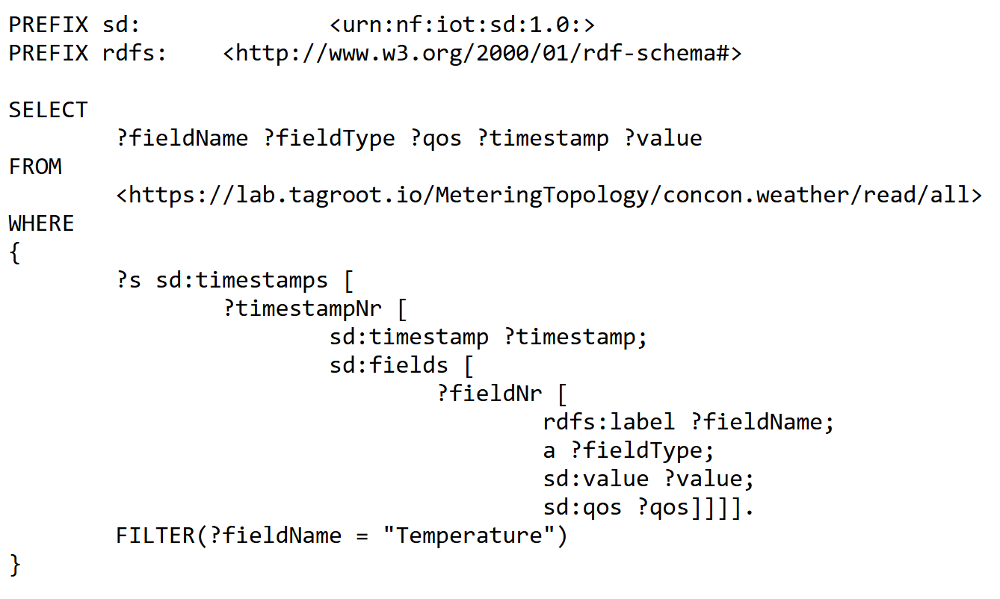 PREFIX sd: <urn:nf:iot:sd:1.0:>
PREFIX rdfs: <http://www.w3.org/2000/01/rdf-schema#>
SELECT
?fieldName ?fieldType ?qos ?timestamp ?value
FROM
<https://lab.tagroot.io/MeteringTopology/concon.weather/read/all>
WHERE
{
?s sd:timestamps [
?timestampNr [
sd:timestamp ?timestamp;
sd:fields [
?fieldNr [
rdfs:label ?fieldName;
a ?fieldType;
sd:value ?value;
sd:qos ?qos]]]].
FILTER(?fieldName = "Temperature")
}